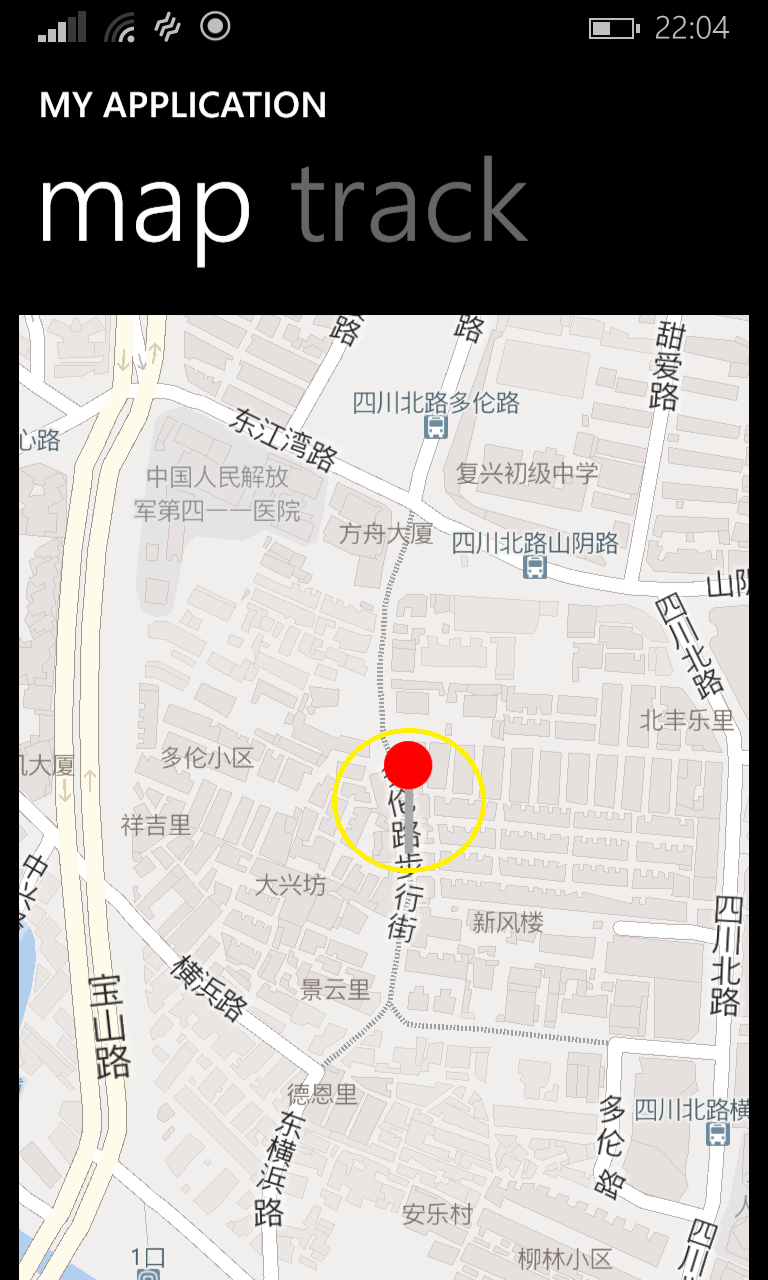 22:04
MY APPLICATION
map track
路
路
甜爱路
四川北路多伦路
东江湾路
心路
中国人民解放
军第四一一医院
复兴初级中学
方舟大厦
四川北路山阴路
山阴
四川北路
北丰乐里
多伦小区
机大厦
伦路步行街
祥吉里
大兴坊
中兴
新风楼
四川北路
横浜路
景云里
宝山路
德恩里
多伦路
四川北路横
东横浜路
安乐村
四川
1口
柳林小区